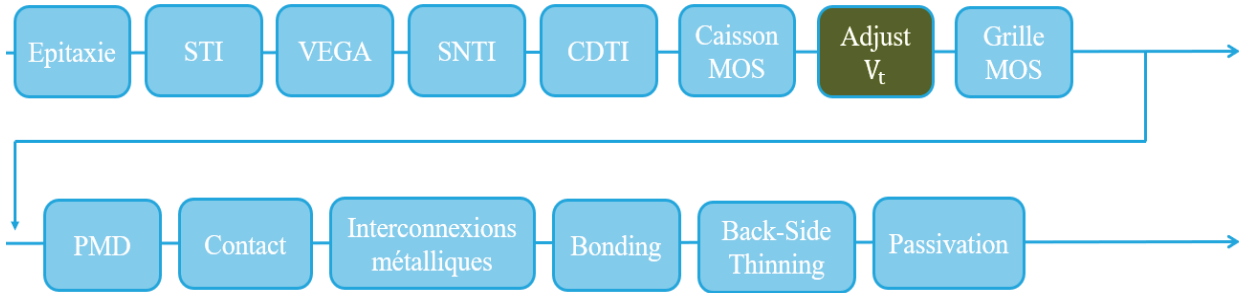 Epitaxie
STI
VEGA
SNTI
CDTI
Caisson
MOS
Adjust
Vt
Grille
MOS
PMD
Contact
Interconnexions
métalliques
Bonding
Back-Side
Thinning
Passivation